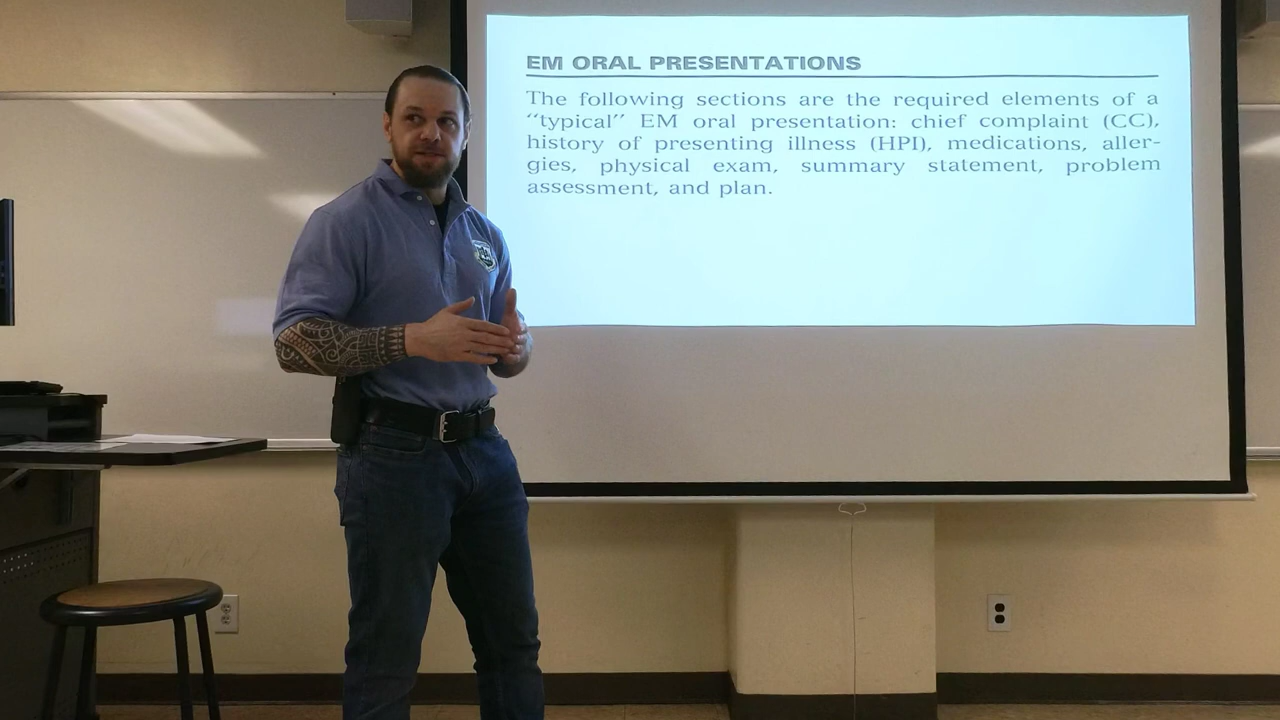 EM ORAL PRESENTATIONS
The following sections are the required elements of a
“typical” EM oral presentation: chief complaint (CC),
history of presenting illness (HPI), medications, aller-
gies, physical exam, summary statement, problem
assessment, and plan.